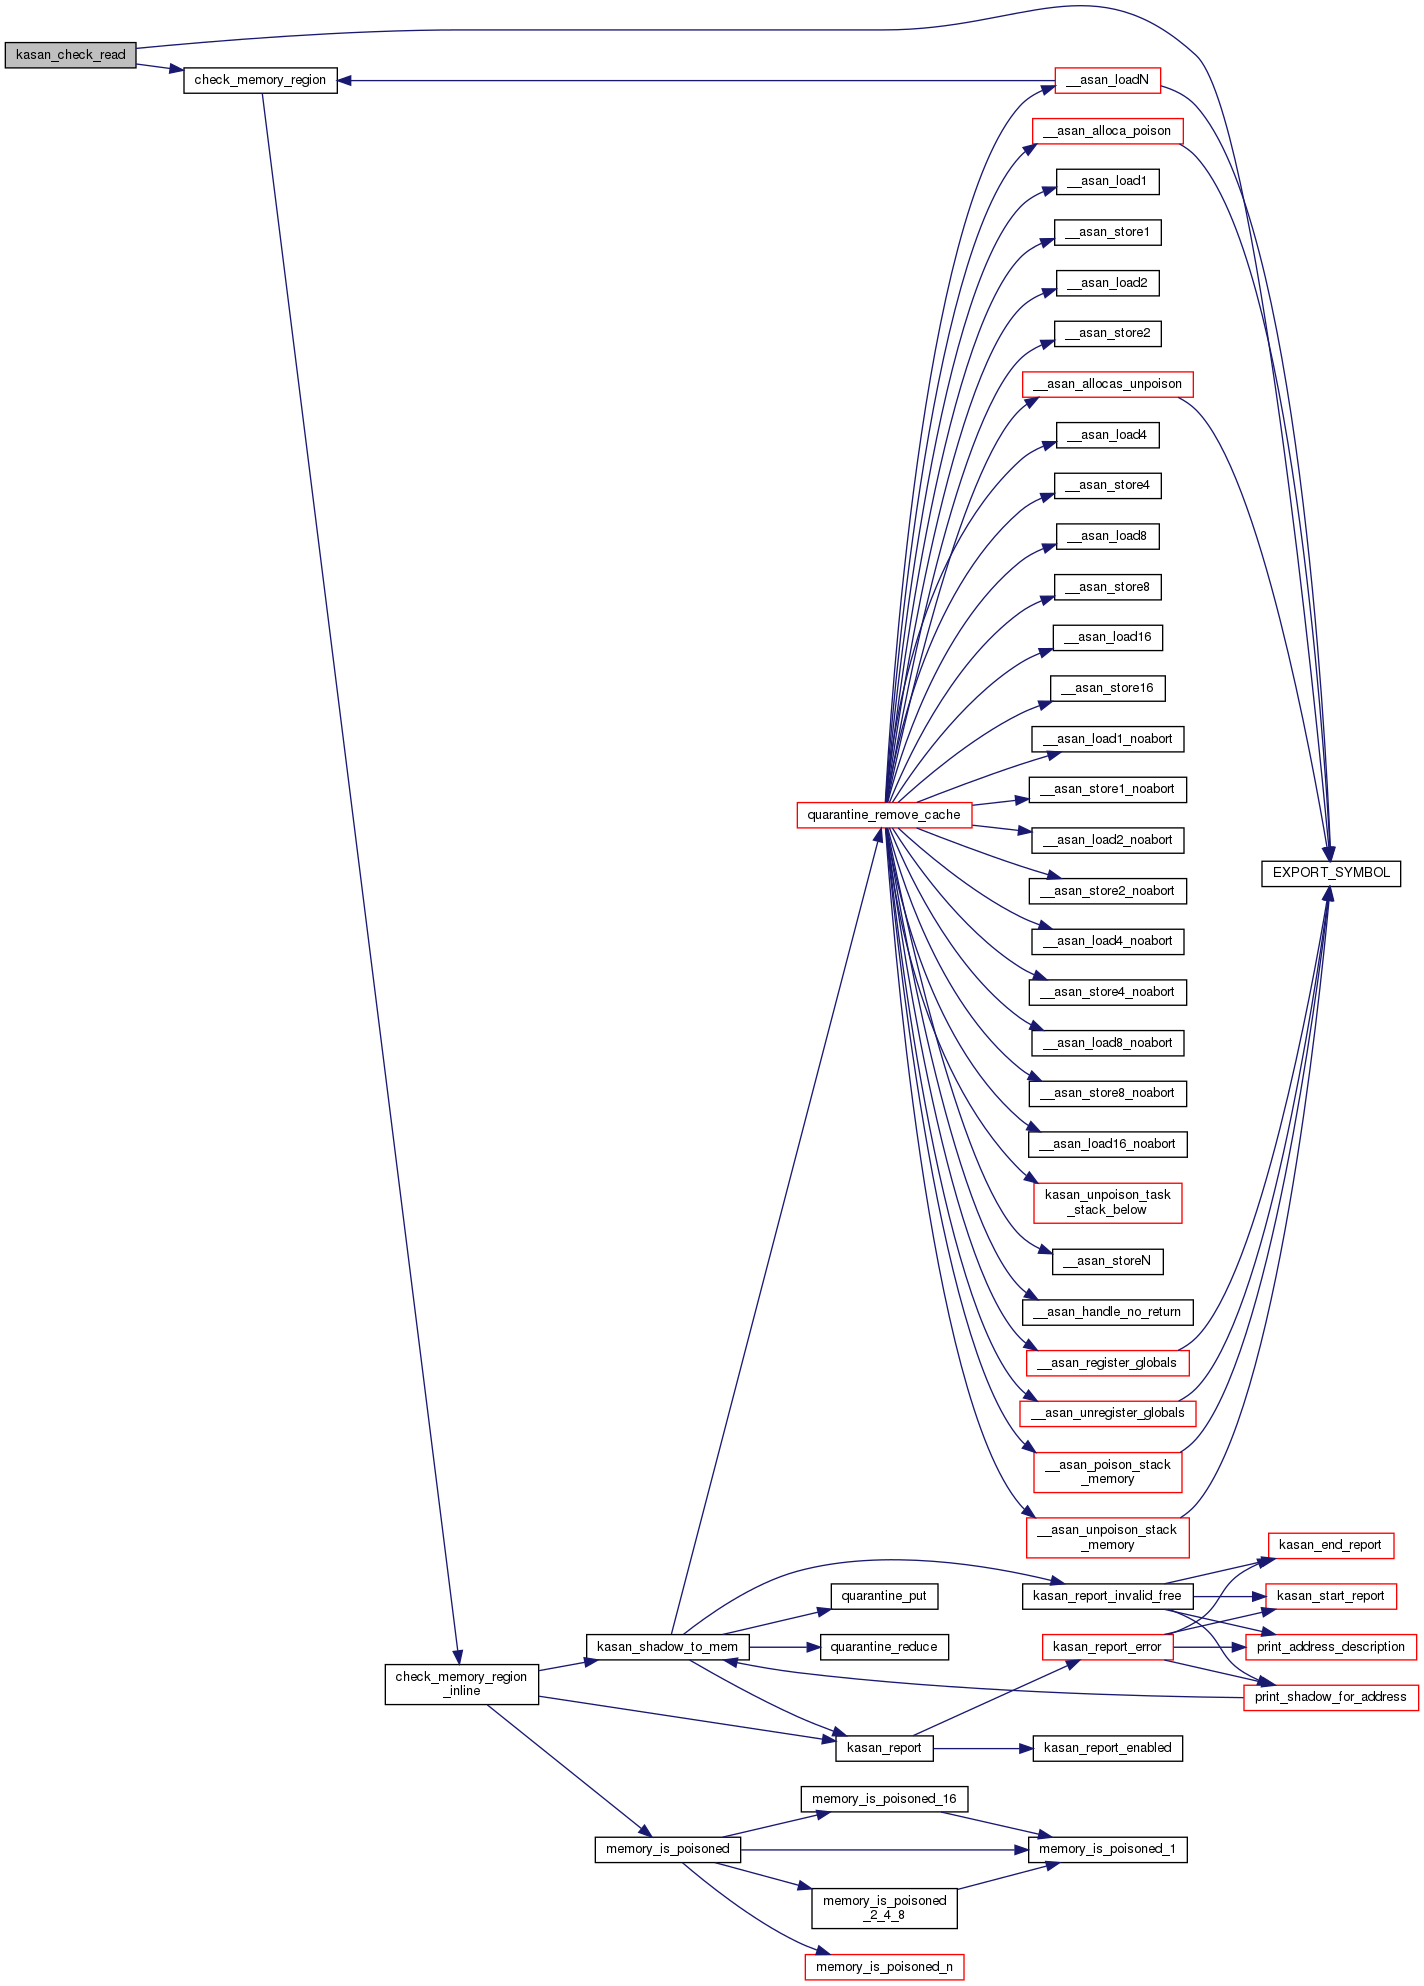 kasan_check_read
check_memory_region
__asan_loadN
__asan_alloca_poison
__asan_load1
__asan_store1
__asan_load2
__asan_store2
__asan_allocas_unpoison
__asan_load4
__asan_store4
__asan_load8
__asan_store8
__asan_load16
__asan_store16
__asan_load1_noabort
__asan_store1_noabort
quarantine_remove_cache
__asan_load2_noabort
EXPORT_SYMBOL
__asan_store2_noabort
__asan_load4_noabort
__asan_store4_noabort
__asan_load8_noabort
__asan_store8_noabort
__asan_load16_noabort
kasan_unpoison_task
_stack_below
__asan_storeN
__asan_handle_no_return
__asan_register_globals
__asan_unregister_globals
__asan_poison_stack
_memory
__asan_unpoison_stack
_memory
kasan_end_report
quarantine_put
kasan_report_invalid_free
kasan_start_report
kasan_shadow_to_mem
quarantine_reduce
kasan_report_error
print_address_description
check_memory_region
_inline
print_shadow_for_address
kasan_report
kasan_report_enabled
memory_is_poisoned_16
memory_is_poisoned
memory_is_poisoned_1
memory_is_poisoned
_2_4_8
memory_is_poisoned_n